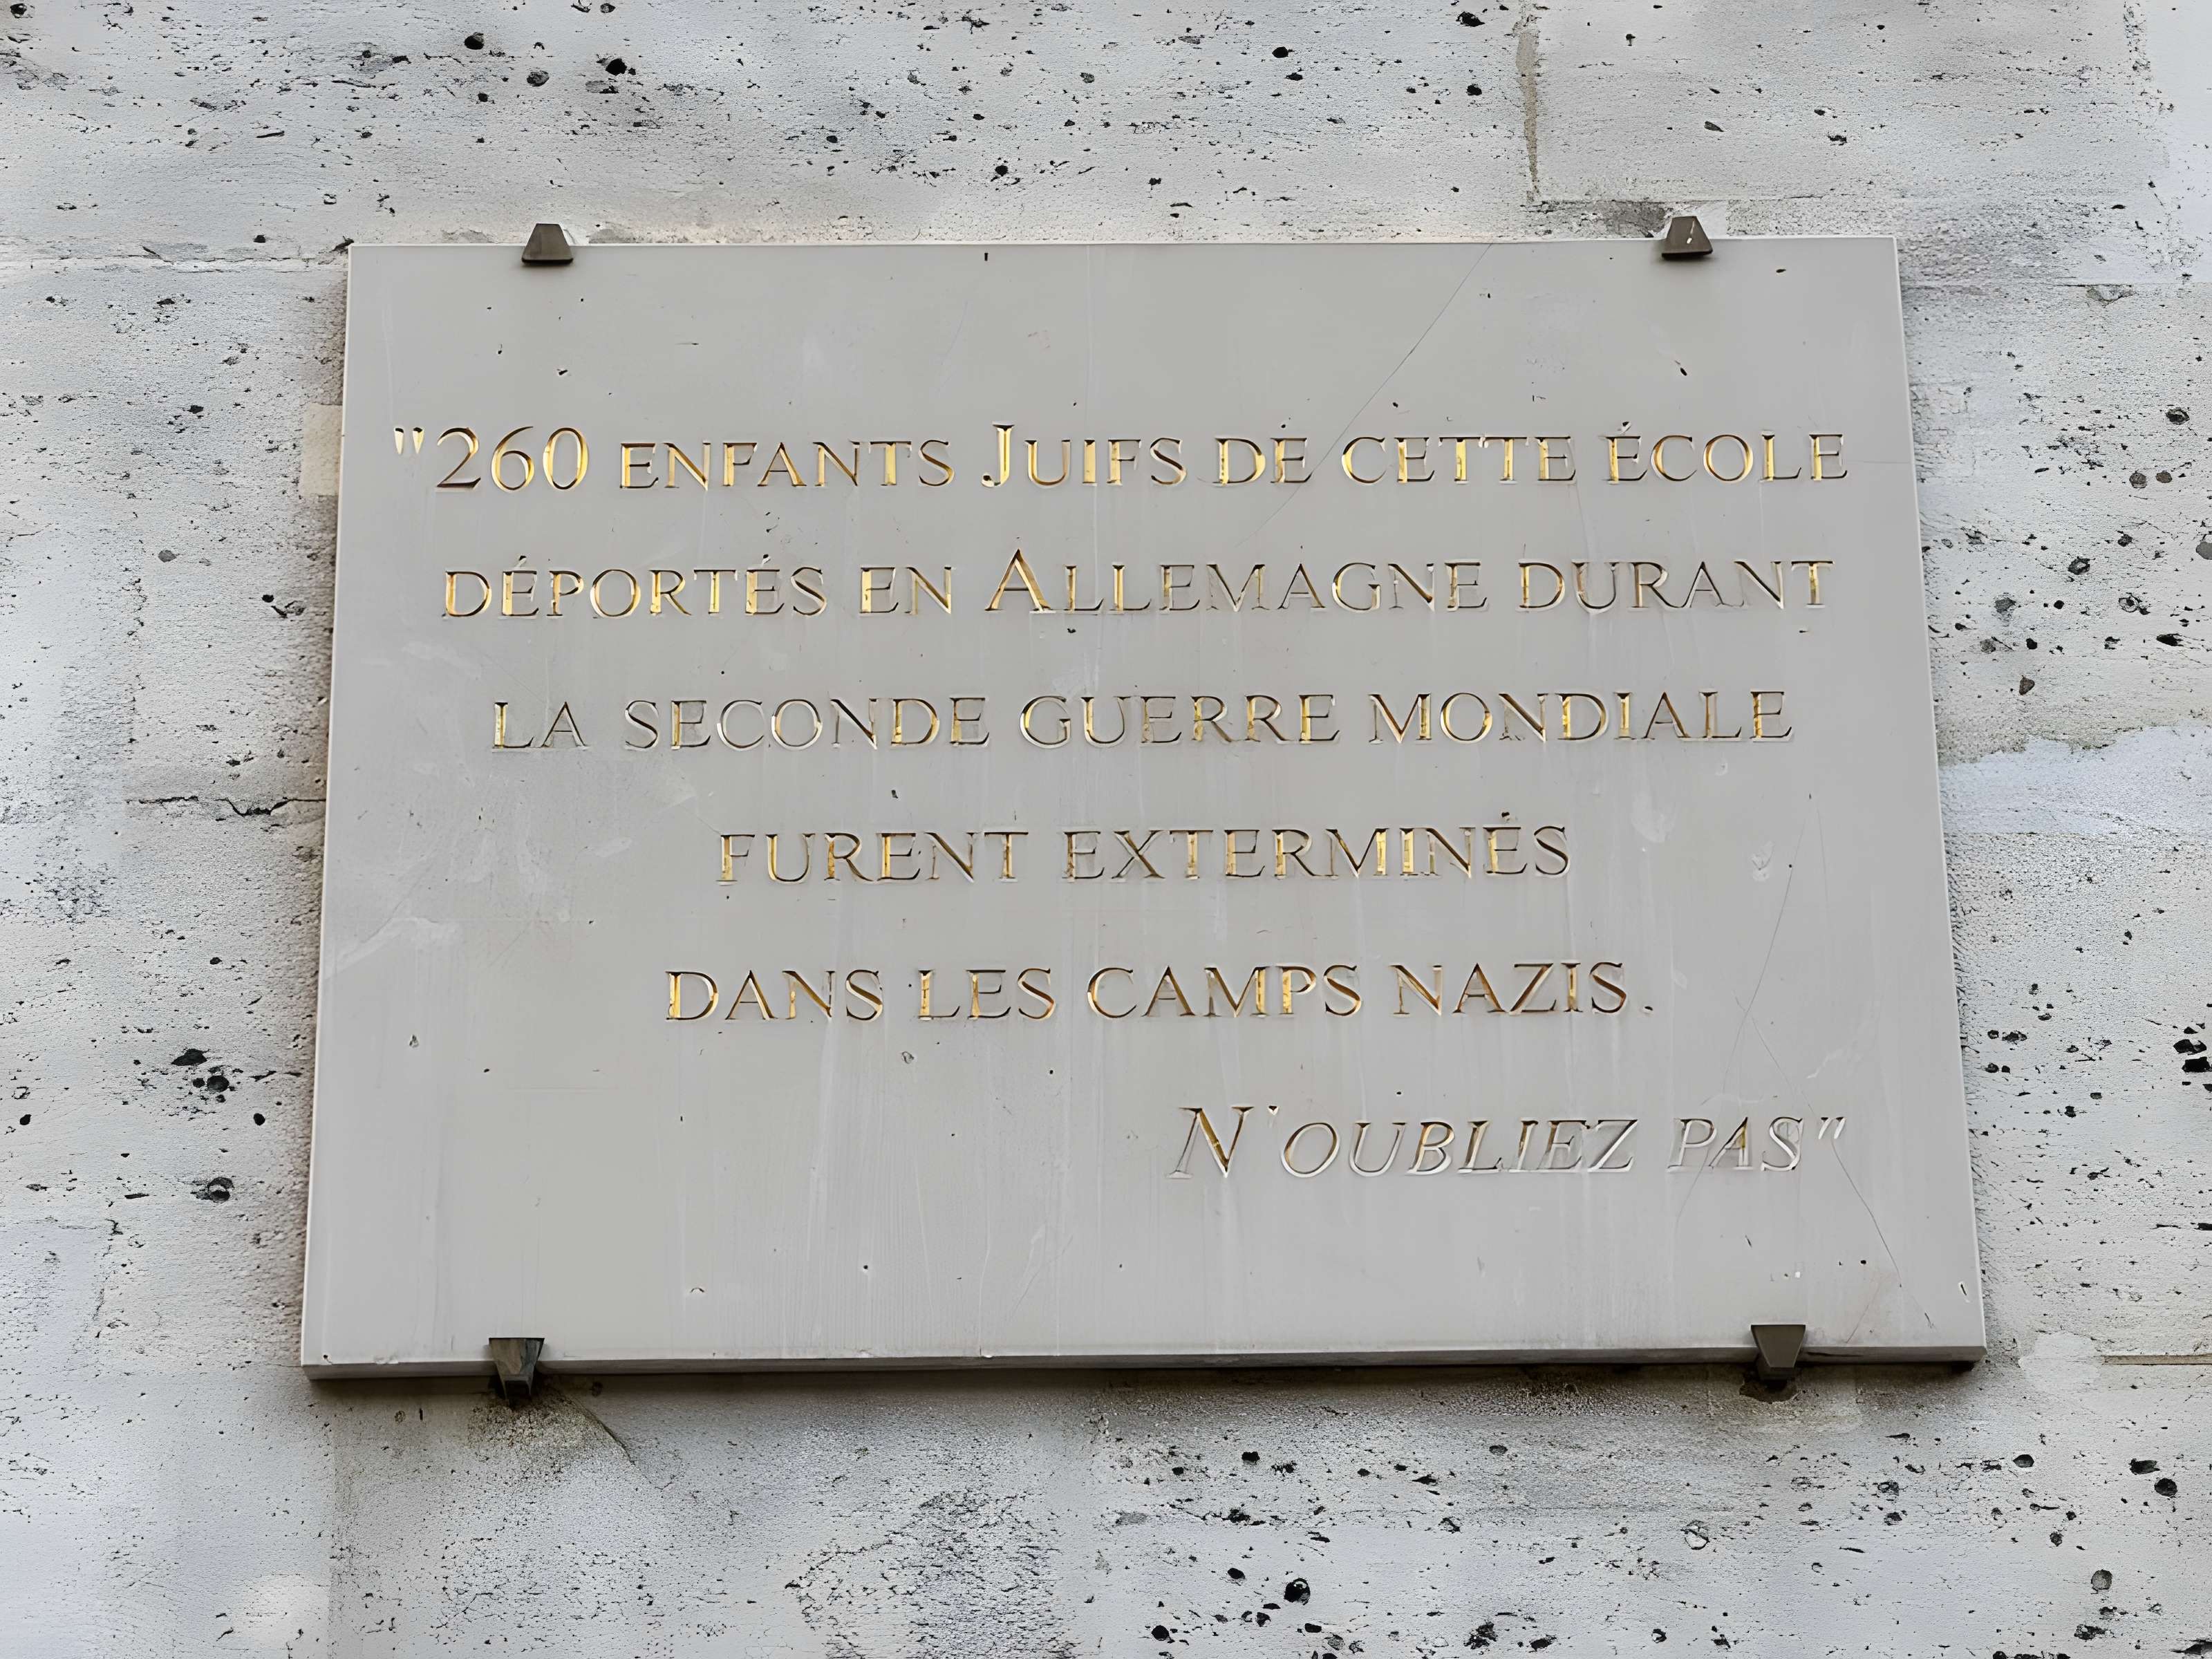 "260 ENFANTS JUIFS DE CETTE ÉCOLE
DÉPORTÉS EN ALLEMAGNE DURANT
LA SECONDE GUERRE MONDIALE
FURENT EXTERMINÉS
DANS LES CAMPS NAZIS.
N'OUBLIEZ PAS"